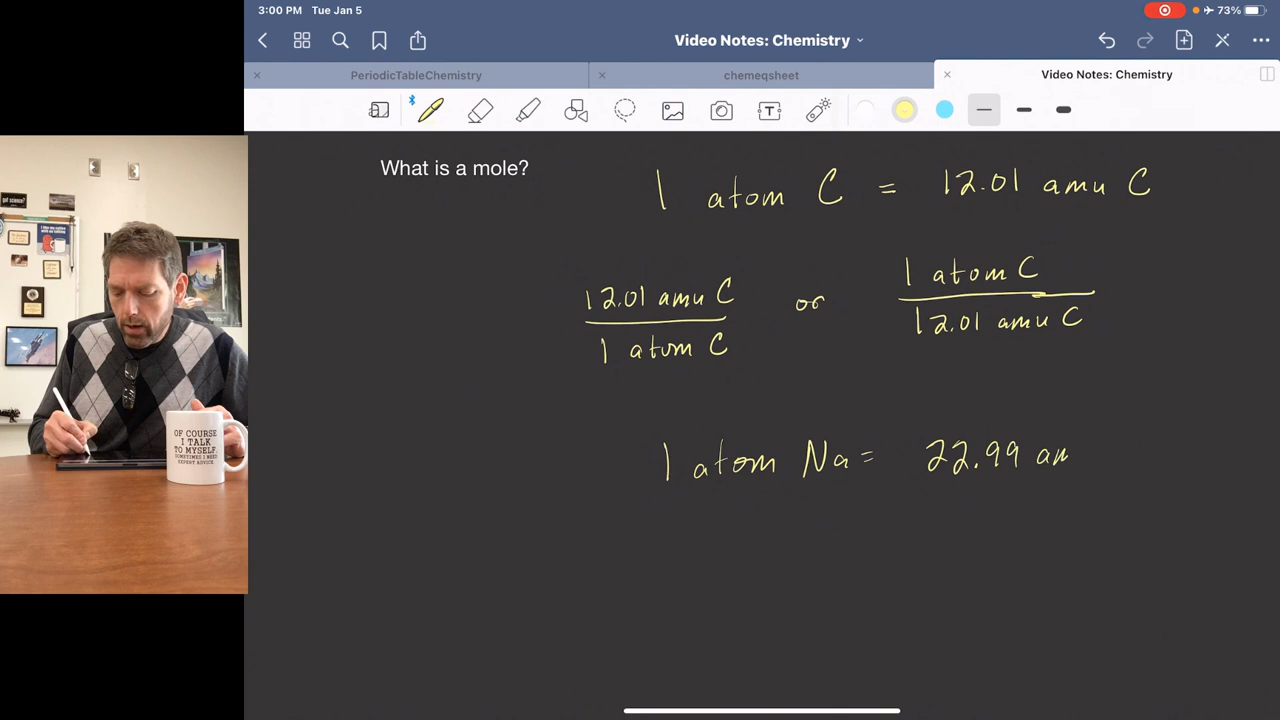 3:00 PM Tue Jan 5
73%
Video Notes: Chemistry
PeriodicTableChemistry
chemeqsheet
Video Notes: Chemistry
What is a mole?
1 atom C = 12.01 amu C
12.01 amu C
1 atom C
or
1 atom C
12.01 amu C
1 atom Na = 22.99 am
OF COURSE
I TALK
TO MYSELF.
SOMETIMES I NEED
EXPERT ADVICE.
got science?